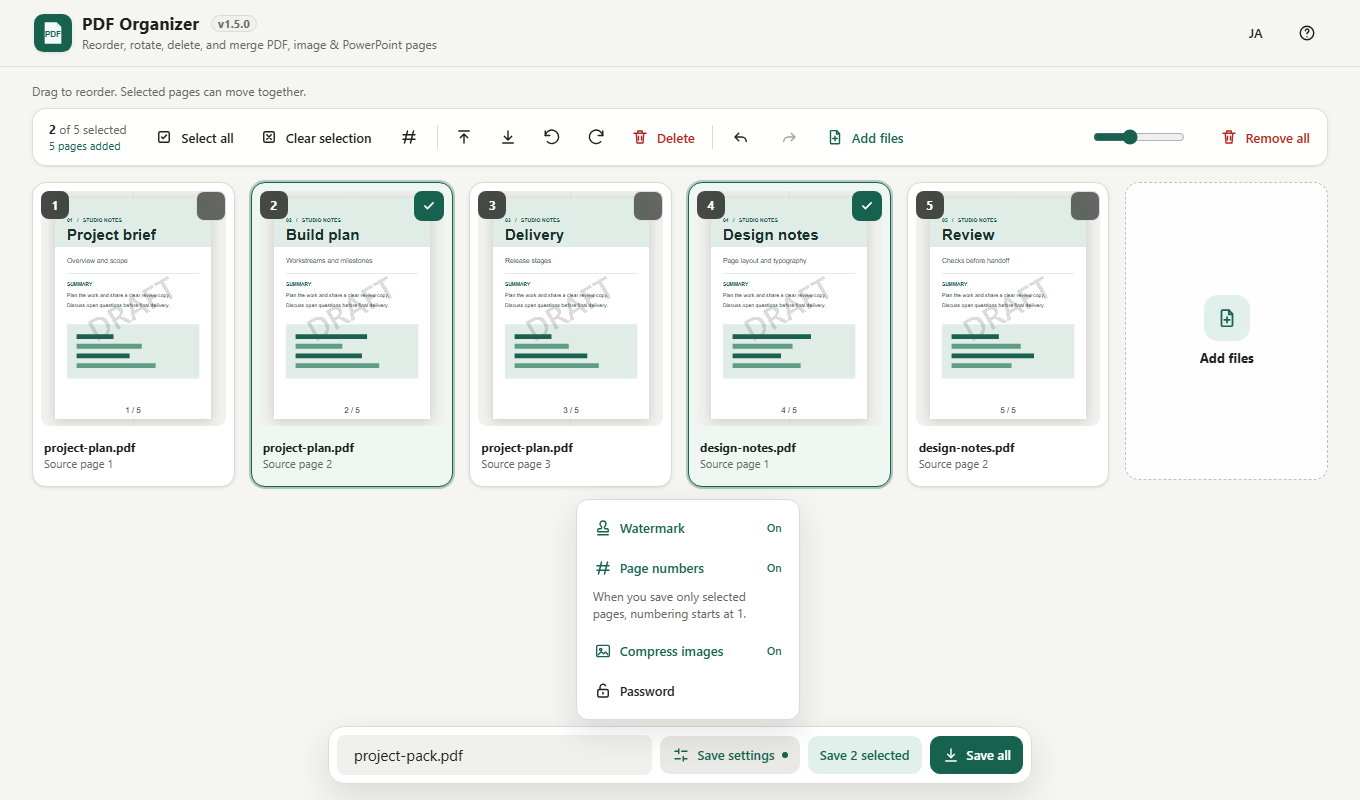 PDF
PDF Organizer v1.5.0
Reorder, rotate, delete, and merge PDF, image & PowerPoint pages
JA
Drag to reorder. Selected pages can move together.
2 of 5 selected
5 pages added
Select all
Clear selection
Delete
Add files
Remove all
1
01 / STUDIO NOTES
Project brief
Overview and scope
SUMMARY
Plan the work and share a clear review copy.
Discuss open questions before final delivery.
DRAFT
1 / 5
project-plan.pdf
Source page 1
2
02 / STUDIO NOTES
Build plan
Workstreams and milestones
SUMMARY
Plan the work and share a clear review copy.
Discuss open questions before final delivery.
DRAFT
2 / 5
project-plan.pdf
Source page 2
3
03 / STUDIO NOTES
Delivery
Release stages
SUMMARY
Plan the work and share a clear review copy.
Discuss open questions before final delivery.
DRAFT
3 / 5
project-plan.pdf
Source page 3
4
04 / STUDIO NOTES
Design notes
Page layout and typography
SUMMARY
Plan the work and share a clear review copy.
Discuss open questions before final delivery.
DRAFT
4 / 5
design-notes.pdf
Source page 1
5
05 / STUDIO NOTES
Review
Checks before handoff
SUMMARY
Plan the work and share a clear review copy.
Discuss open questions before final delivery.
DRAFT
5 / 5
design-notes.pdf
Source page 2
Add files
Watermark On
Page numbers On
When you save only selected
pages, numbering starts at 1.
Compress images On
Password
project-pack.pdf
Save settings
Save 2 selected
Save all